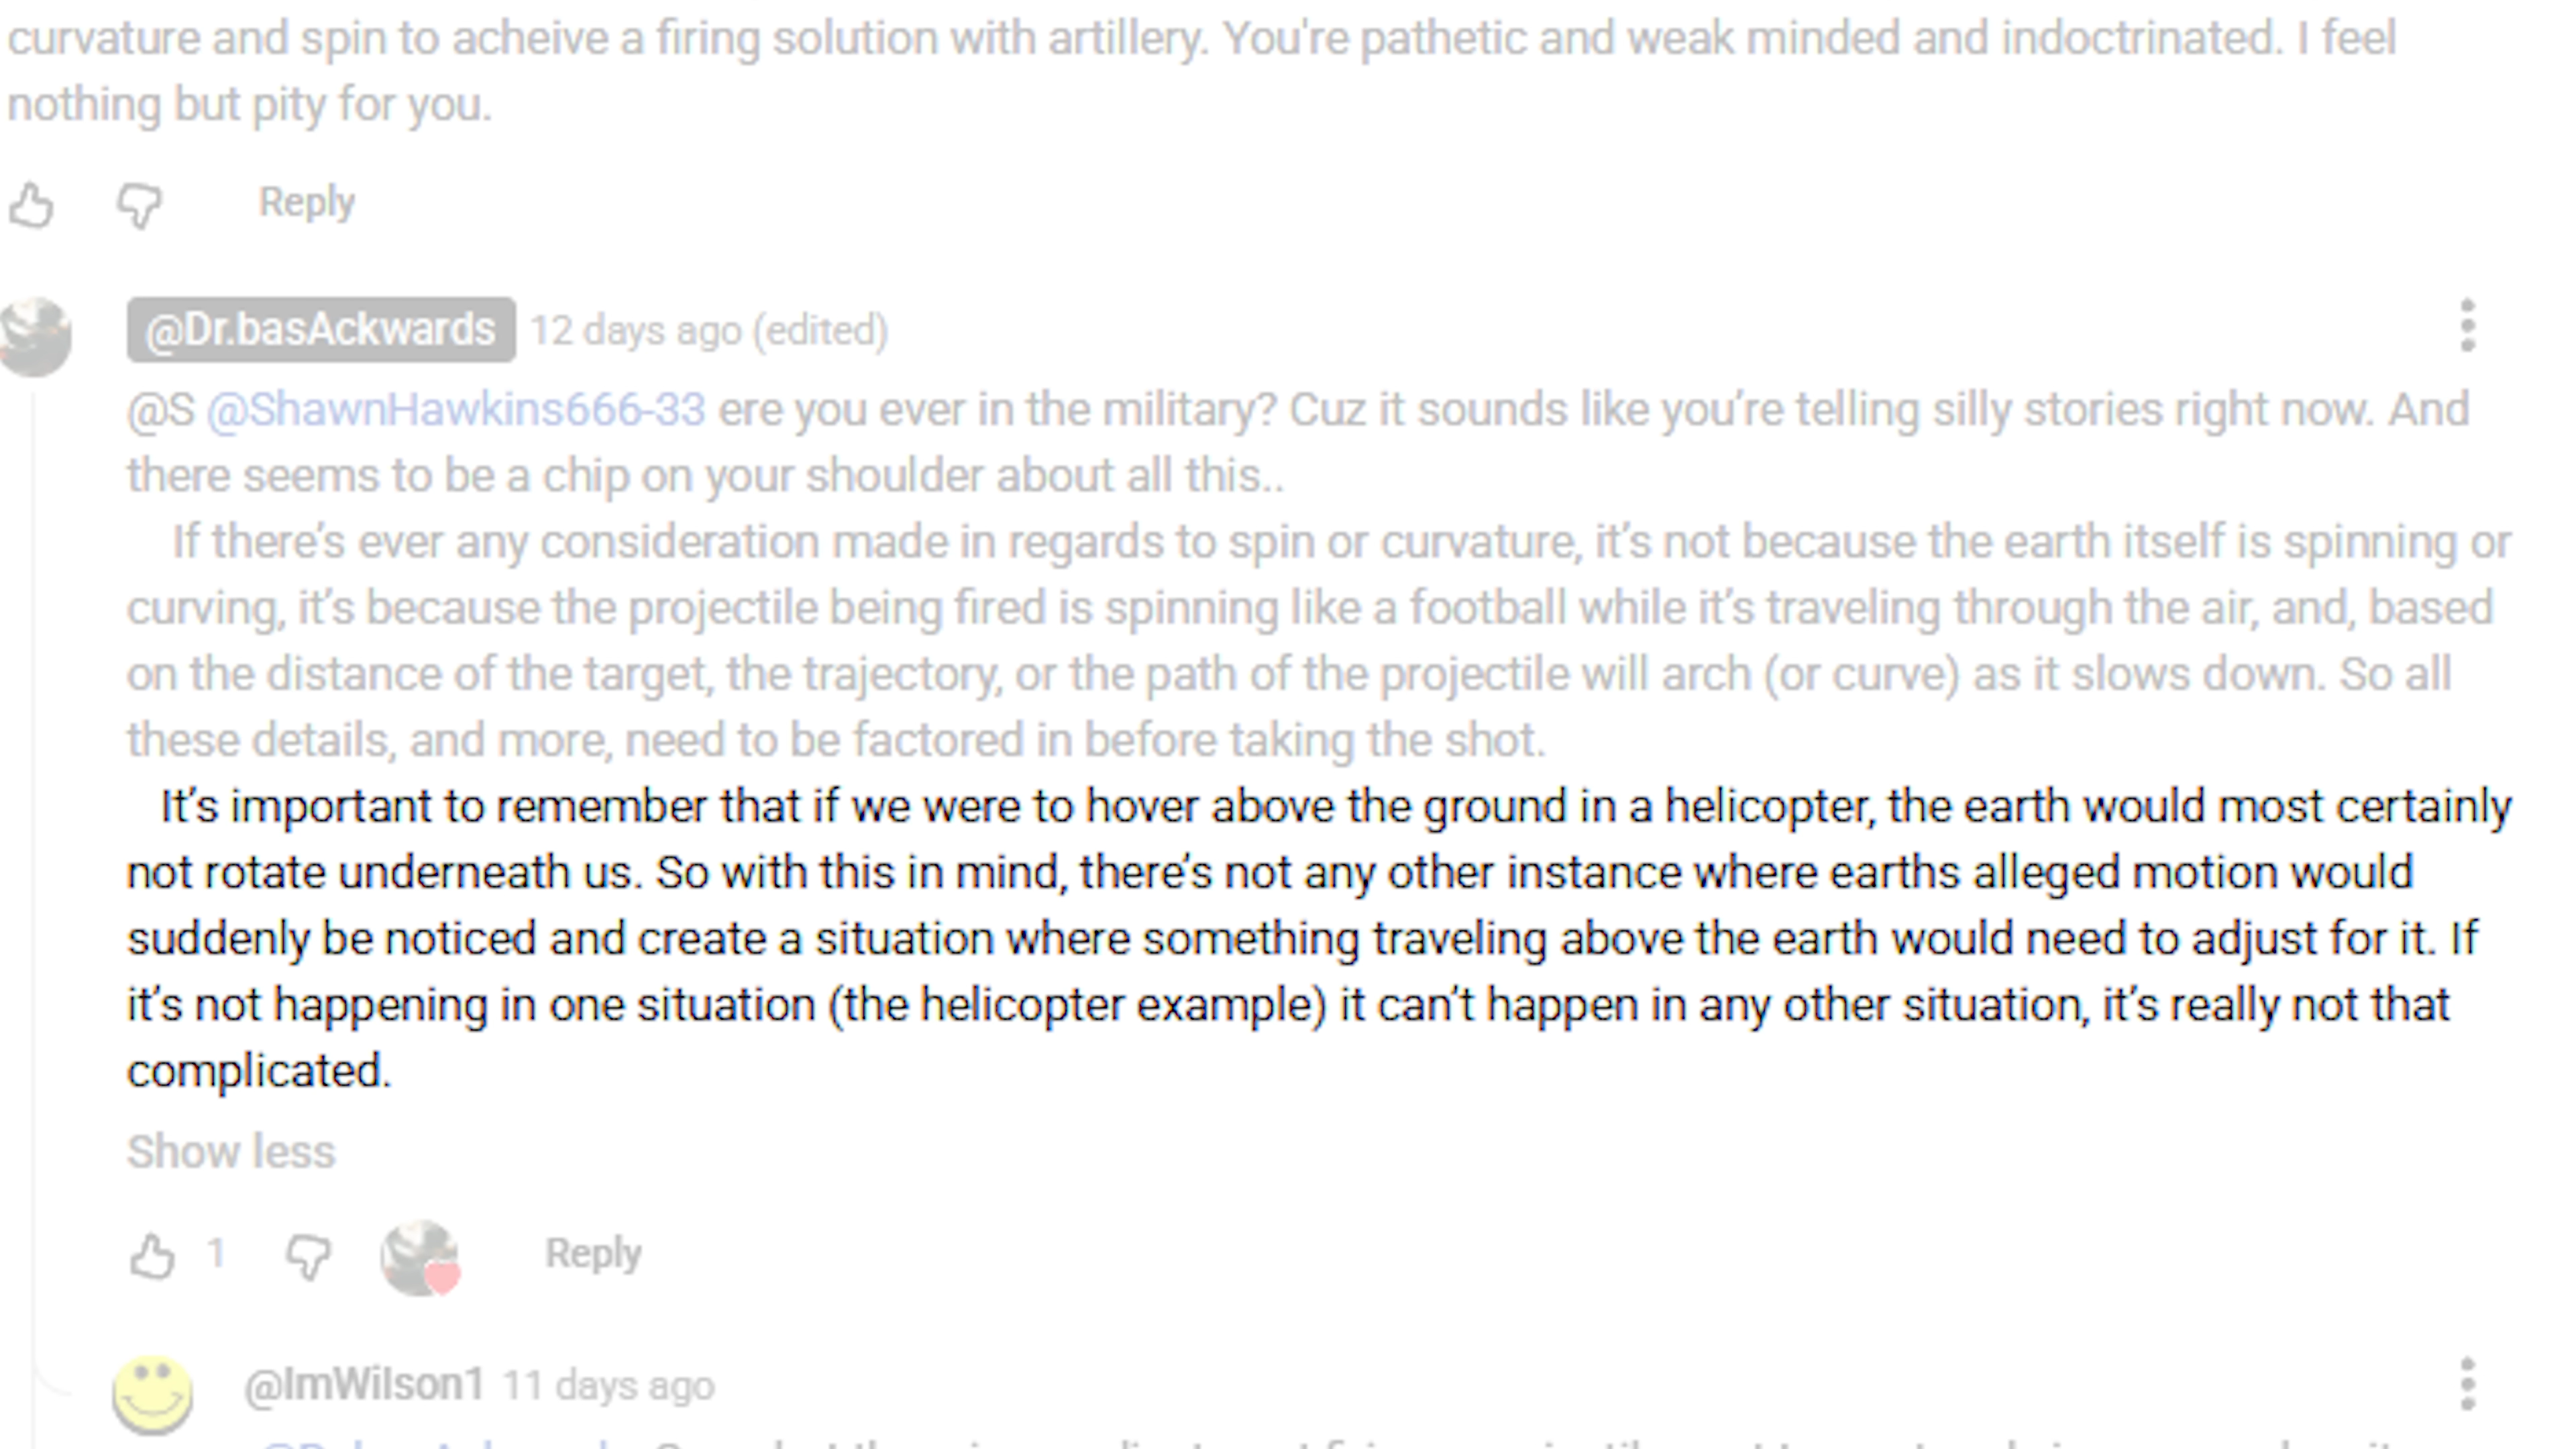 curvature and spin to acheive a firing solution with artillery. You're pathetic and weak minded and indoctrinated. I feel
nothing but pity for you.
Reply
@Dr.basAckwards 12 days ago (edited)
@S @ShawnHawkins666-33 ere you ever in the military? Cuz it sounds like you’re telling silly stories right now. And
there seems to be a chip on your shoulder about all this..
If there’s ever any consideration made in regards to spin or curvature, it’s not because the earth itself is spinning or
curving, it’s because the projectile being fired is spinning like a football while it’s traveling through the air, and, based
on the distance of the target, the trajectory, or the path of the projectile will arch (or curve) as it slows down. So all
these details, and more, need to be factored in before taking the shot.
It’s important to remember that if we were to hover above the ground in a helicopter, the earth would most certainly
not rotate underneath us. So with this in mind, there’s not any other instance where earths alleged motion would
suddenly be noticed and create a situation where something traveling above the earth would need to adjust for it. If
it’s not happening in one situation (the helicopter example) it can’t happen in any other situation, it’s really not that
complicated.
Show less
1 Reply
@ImWilson1 11 days ago